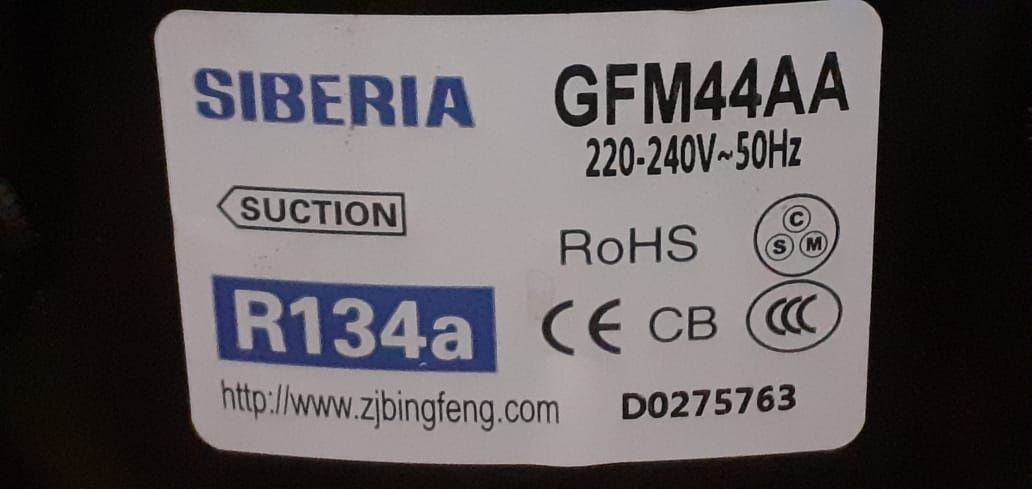 SIBERIA
GFM44AA
220-240V~50Hz
SUCTION
RoHS
C
S M
R134a
CE CB CCC
http://www.zjbingfeng.com
D0275763